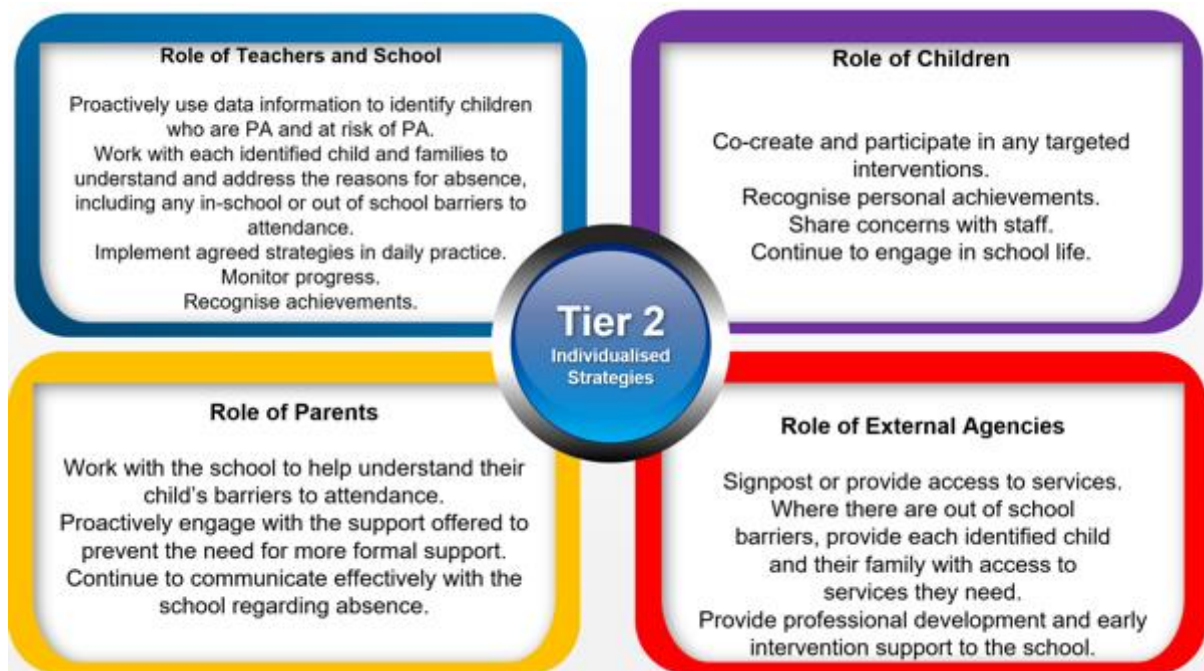 Role of Teachers and School
Proactively use data information to identify children
who are PA and at risk of PA.
Work with each identified child and families to
understand and address the reasons for absence,
including any in-school or out of school barriers to
attendance.
Implement agreed strategies in daily practice.
Monitor progress.
Recognise achievements.
Role of Children
Co-create and participate in any targeted
interventions.
Recognise personal achievements.
Share concerns with staff.
Continue to engage in school life.
Tier 2
Individualised
Strategies
Role of Parents
Work with the school to help understand their
child's barriers to attendance.
Proactively engage with the support offered to
prevent the need for more formal support.
Continue to communicate effectively with the
school regarding absence.
Role of External Agencies
Signpost or provide access to services.
Where there are out of school
barriers, provide each identified child
and their family with access to
services they need.
Provide professional development and early
intervention support to the school.